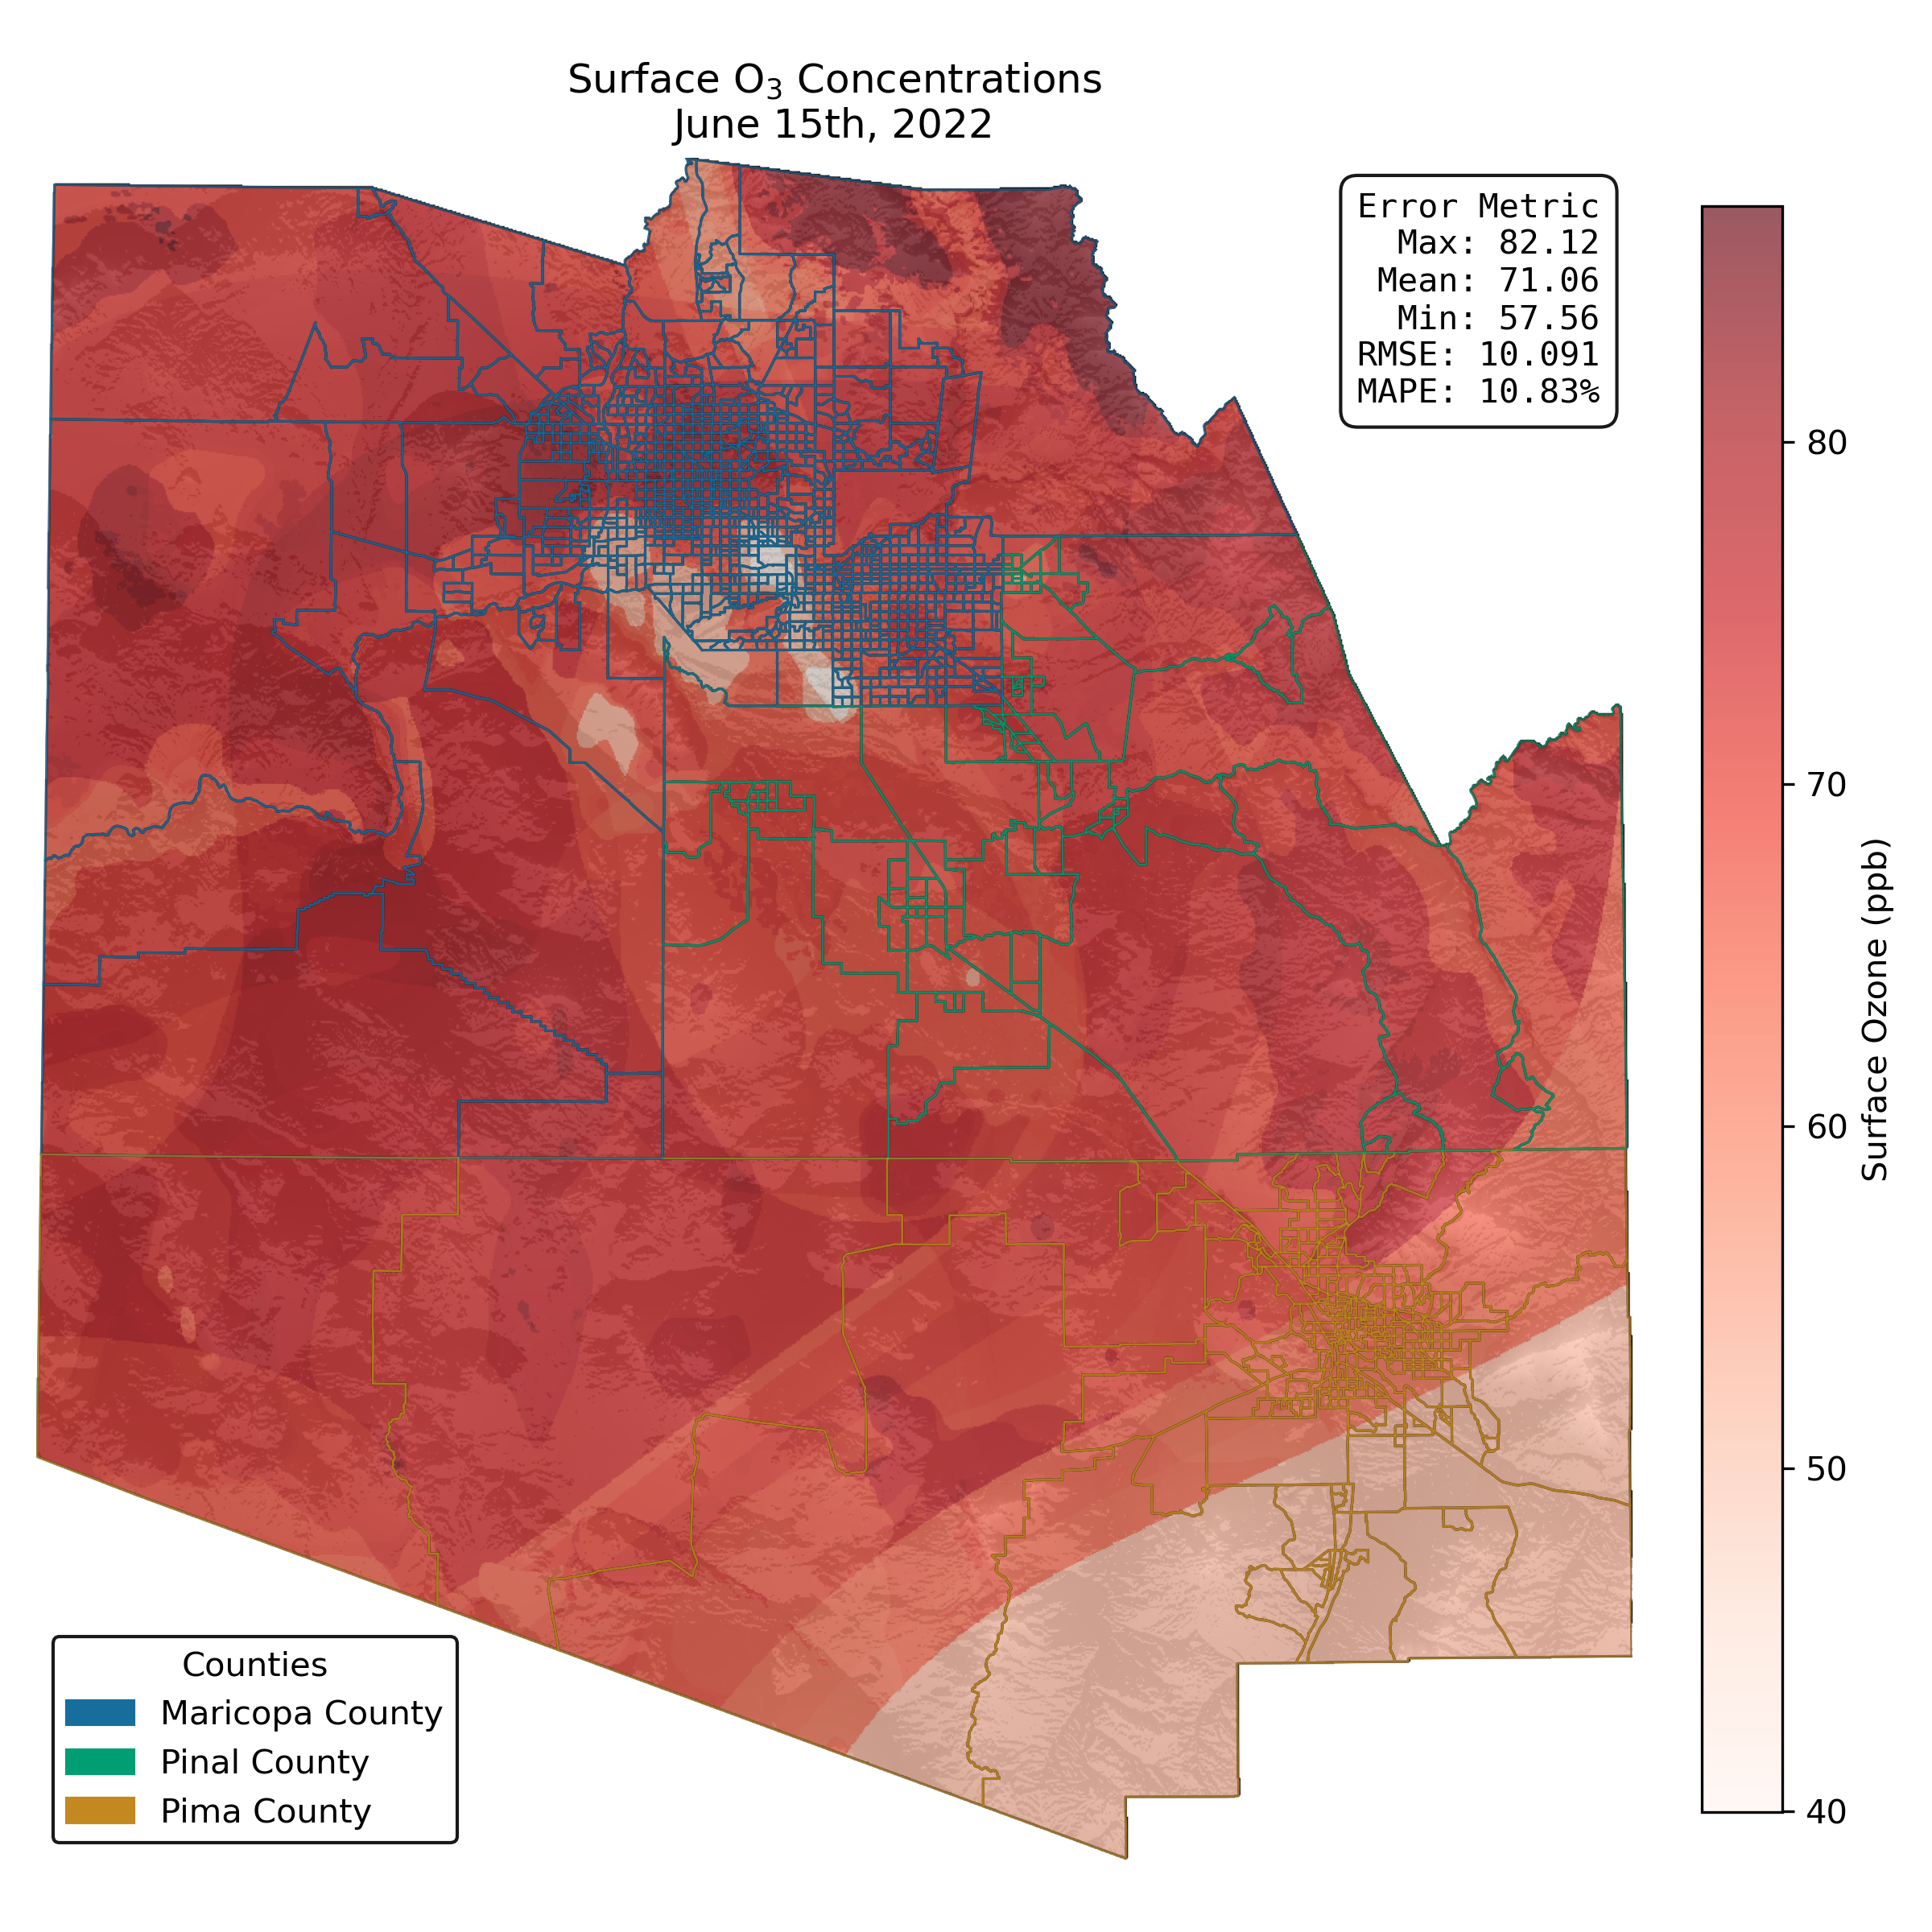 Surface O₃ Concentrations
June 15th, 2022
Error Metric
Max: 82.12
Mean: 71.06
Min: 57.56
RMSE: 10.091
MAPE: 10.83%
80
70
60
50
40
Surface Ozone (ppb)
Counties
Maricopa County
Pinal County
Pima County